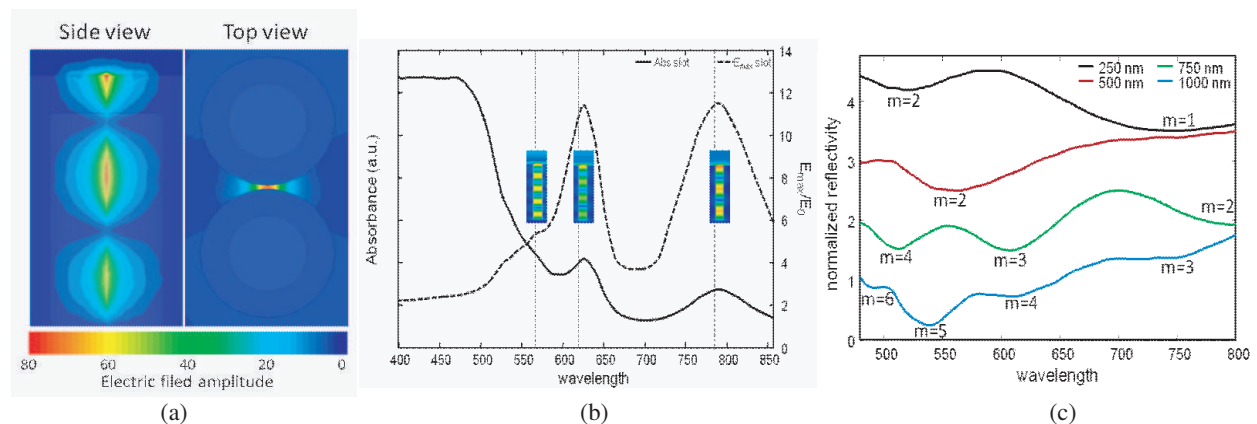 Side view Top view
80 60 40 20 0
Electric filed amplitude
(a)
Abs slot Emax slot
14
12
10
8
6
4
2
0
Absorbance (a.u.)
Emax/E0
400 450 500 550 600 650 700 750 800 850
wavelength
(b)
250 nm 750 nm
500 nm 1000 nm
4
3
2
1
0
normalized reflectivity
m=2
m=1
m=2
m=2
m=4
m=3
m=3
m=6
m=4
m=5
500 550 600 650 700 750 800
wavelength
(c)